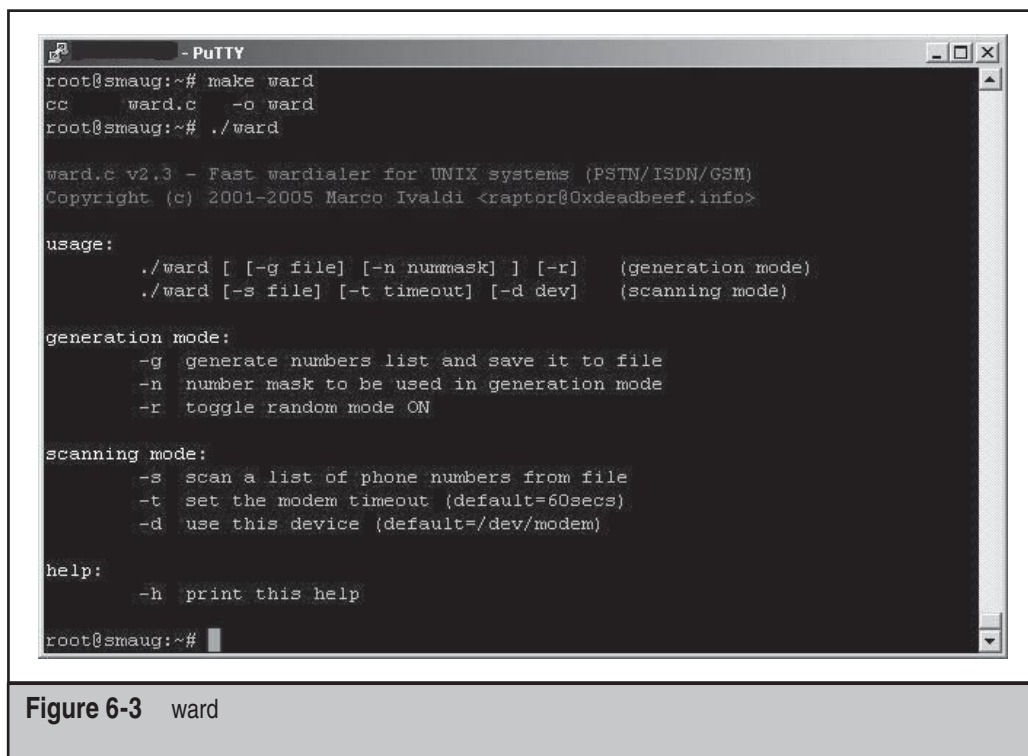 - PuTTY
root@smaug:~# make ward
cc     ward.c   -o ward
root@smaug:~# ./ward
ward.c v2.3 - Fast wardialer for UNIX systems (PSTN/ISDN/GSM)
Copyright (c) 2001-2005 Marco Ivaldi <raptor@0xdeadbeef.info>
usage:
        ./ward [ [-g file] [-n nummask] ] [-r]    (generation mode)
        ./ward [-s file] [-t timeout] [-d dev]    (scanning mode)
generation mode:
        -g  generate numbers list and save it to file
        -n  number mask to be used in generation mode
        -r  toggle random mode ON
scanning mode:
        -s  scan a list of phone numbers from file
        -t  set the modem timeout (default=60secs)
        -d  use this device (default=/dev/modem)
help:
        -h  print this help
root@smaug:~#
Figure 6-3   ward